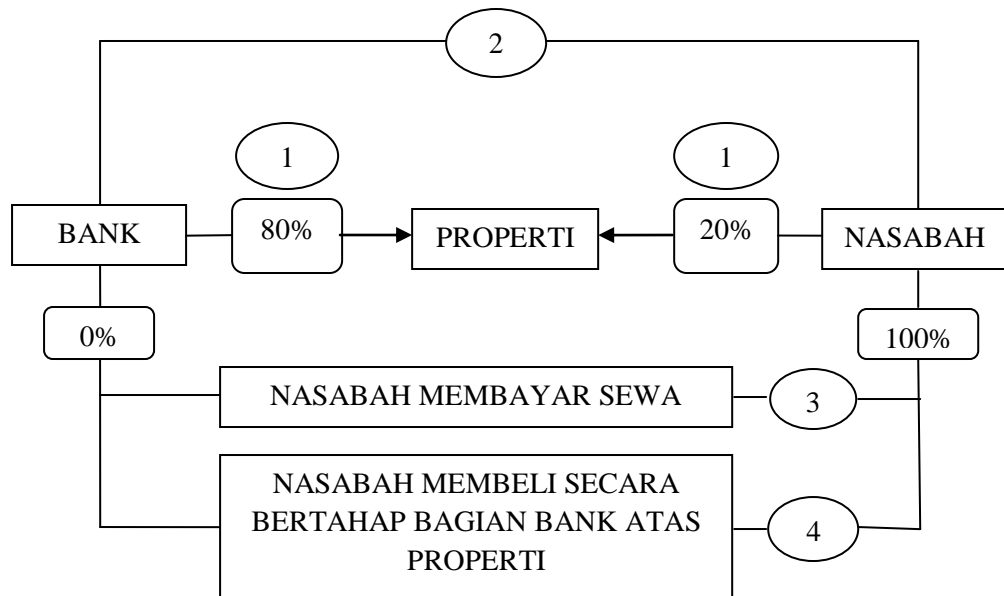 2
1
1
BANK
80%
PROPERTI
20%
NASABAH
0%
100%
NASABAH MEMBAYAR SEWA
3
NASABAH MEMBELI SECARA
BERTAHAP BAGIAN BANK ATAS
PROPERTI
4